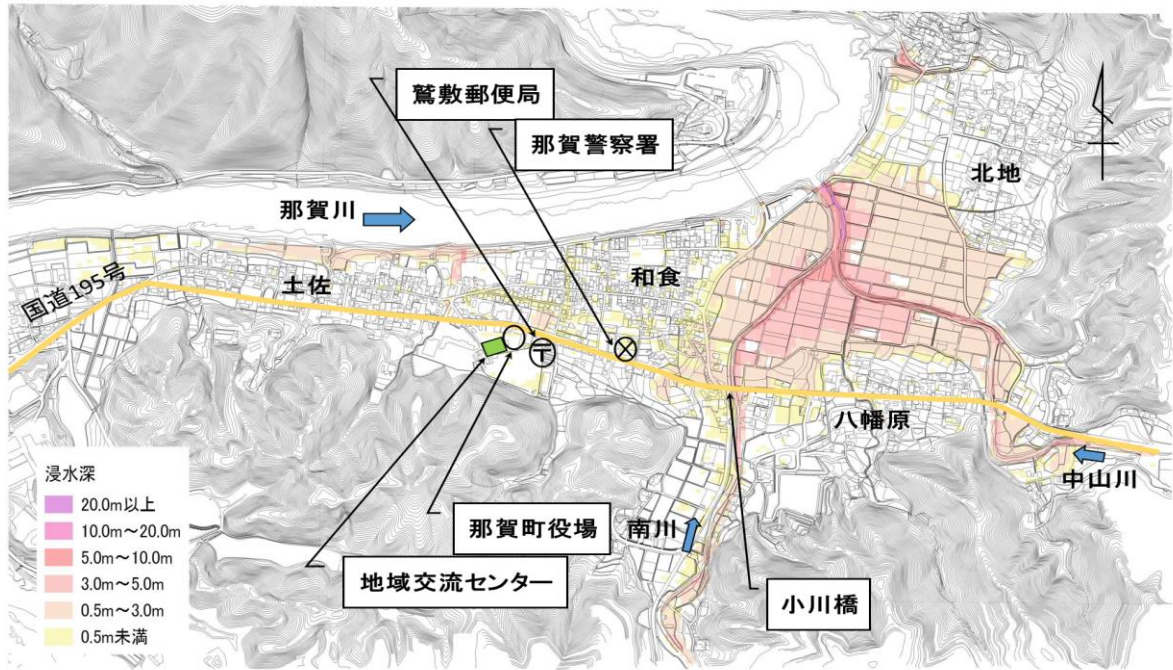 鷲敷郵便局
那賀警察署
北地
那賀川
和食
国道195号
土佐
〒
八幡原
中山川
那賀町役場
南川
地域交流センター
小川橋
浸水深
20.0m以上
10.0m～20.0m
5.0m～10.0m
3.0m～5.0m
0.5m～3.0m
0.5m未満